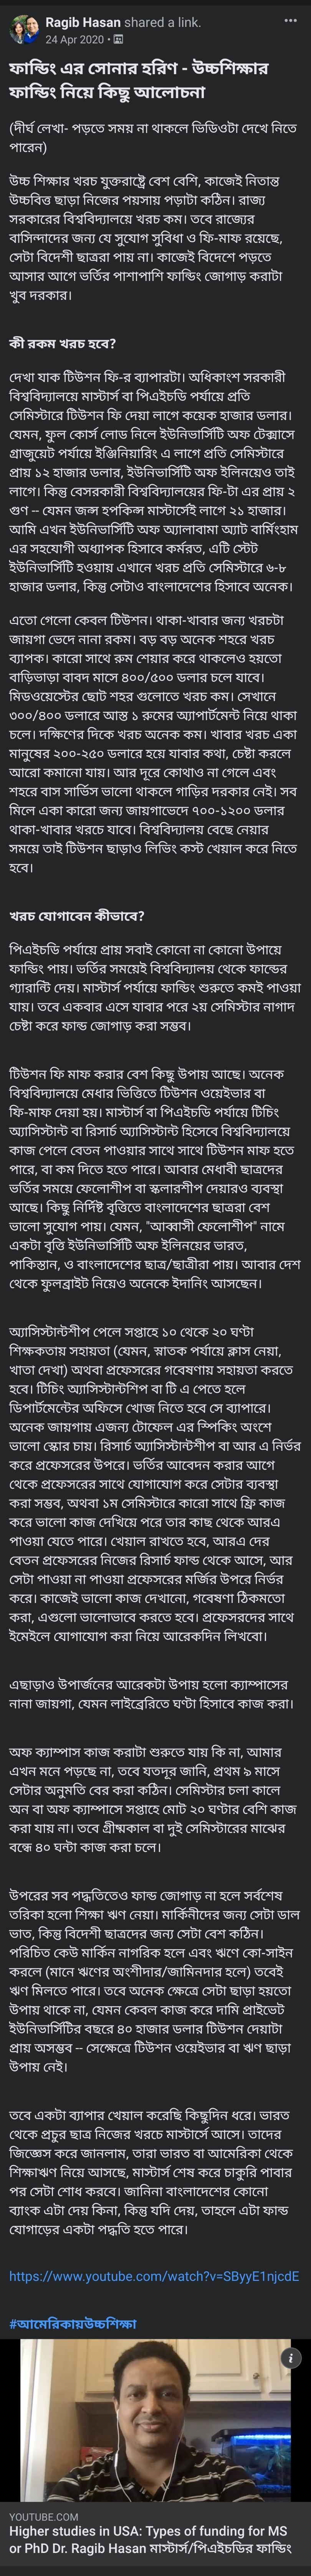 Ragib Hasan shared a link.
24 Apr 2020
ফান্ডিং এর সোনার হরিণ - উচ্চশিক্ষার
ফান্ডিং নিয়ে কিছু আলোচনা
(দীর্ঘ লেখা- পড়তে সময় না থাকলে ভিডিওটা দেখে নিতে
পারেন)
উচ্চ শিক্ষার খরচ যুক্তরাষ্ট্রে বেশ বেশি, কাজেই নিতান্ত
উচ্চবিত্ত ছাড়া নিজের পয়সায় পড়াটা কঠিন। রাজ্য
সরকারের বিশ্ববিদ্যালয়ে খরচ কম। তবে রাজ্যের
বাসিন্দাদের জন্য যে সুযোগ সুবিধা ও ফি-মাফ রয়েছে,
সেটা বিদেশী ছাত্ররা পায় না। কাজেই বিদেশে পড়তে
আসার আগে ভর্তির পাশাপাশি ফান্ডিং জোগাড় করাটা
খুব দরকার।
কী রকম খরচ হবে?
দেখা যাক টিউশন ফি-র ব্যাপারটা। অধিকাংশ সরকারী
বিশ্ববিদ্যালয়ে মাস্টার্স বা পিএইচডি পর্যায়ে প্রতি
সেমিস্টারে টিউশন ফি দেয়া লাগে কয়েক হাজার ডলার।
যেমন, ফুল কোর্স লোড নিলে ইউনিভার্সিটি অফ টেক্সাসে
গ্রাজুয়েট পর্যায়ে ইঞ্জিনিয়ারিং এ লাগে প্রতি সেমিস্টারে
প্রায় ১২ হাজার ডলাব, ইউনিভার্সিটি অফ ইলিনয়েও তাই
লাগে। কিন্তু বেসরকারী বিশ্ববিদ্যালয়ের ফি-টা এর প্রায় ২
গুণ -- যেমন জন্স হপকিন্স মাস্টার্সেই লাগে ২১ হাজার।
আমি এখন ইউনিভার্সিটি অফ অ্যালাবামা অ্যাট বার্মিংহাম
এর সহযোগী অধ্যাপক হিসাবে কর্মরত, এটি স্টেট
ইউনিভার্সিটি হওয়ায় এখানে খরচ প্রতি সেমিস্টারে ৬-৮
হাজার ডলার, কিন্তু সেটাও বাংলাদেশের হিসাবে অনেক।
এতো গেলো কেবল টিউশন। থাকা-খাবার জন্য খরচটা
জায়গা ভেদে নানা রকম। বড় বড় অনেক শহরে খরচ
ব্যাপক। কারো সাথে রুম শেয়ার করে থাকলেও হয়তো
বাড়িভাড়া বাবদ মাসে ৪০০/৫০০ ডলার চলে যাবে।
মিডওয়েস্টের ছোট শহর গুলোতে খরচ কম। সেখানে
৩০০/৪০০ ডলারে আস্ত ১ রুমের অ্যাপার্টমেন্ট নিয়ে থাকা
চলে। দক্ষিণের দিকে খরচ অনেক কম। খাবার খরচ একা
মানুষের ২০০-২৫০ ডলারে হয়ে যাবার কথা, চেষ্টা করলে
আরো কমানো যায়। আর দূরে কোথাও না গেলে এবং
শহরে বাস সার্ভিস ভালো থাকলে গাড়ির দরকার নেই। সব
মিলে একা কারো জন্য জায়গাভেদে ৭০০-১২০০ ডলার
থাকা-খাবার খরচে যাবে। বিশ্ববিদ্যালয় বেছে নেয়ার
সময়ে তাই টিউশন ছাড়াও লিভিং কস্ট খেয়াল করে নিতে
হবে।
খরচ যোগাবেন কীভাবে?
পিএইচডি পর্যায়ে প্রায় সবাই কোনো না কোনো উপায়ে
ফান্ডিং পায়। ভর্তির সময়েই বিশ্ববিদ্যালয় থেকে ফান্ডের
গ্যারান্টি দেয়। মাস্টার্স পর্যায়ে ফান্ডিং শুরুতে কমই পাওয়া
যায়। তবে একবার এসে যাবার পরে ২য় সেমিস্টার নাগাদ
চেষ্টা করে ফান্ড জোগাড় করা সম্ভব।
টিউশন ফি মাফ করার বেশ কিছু উপায় আছে। অনেক
বিশ্ববিদ্যালয়ে মেধার ভিত্তিতে টিউশন ওয়েইভার বা
ফি-মাফ দেয়া হয়। মাস্টার্স বা পিএইচডি পর্যায়ে টিচিং
অ্যাসিস্টান্ট বা রিসার্চ অ্যাসিস্টান্ট হিসেবে বিশ্ববিদ্যালয়ে
কাজ পেলে বেতন পাওয়ার সাথে সাথে টিউশন মাফ হতে
পারে, বা কম দিতে হতে পারে। আবার মেধাবী ছাত্রদের
ভর্তির সময়ে ফেলোশীপ বা স্কলারশীপ দেয়ারও ব্যবস্থা
আছে। কিছু নির্দিষ্ট বৃত্তিতে বাংলাদেশের ছাত্ররা বেশ
ভালো সুযোগ পায়। যেমন, "আব্বাসী ফেলোশীপ" নামে
একটা বৃত্তি ইউনিভার্সিটি অফ ইলিনয়ের ভারত,
পাকিস্তান, ও বাংলাদেশের ছাত্র/ছাত্রীরা পায়। আবার দেশ
থেকে ফুলব্রাইট নিয়েও অনেকে ইদানিং আসছেন।
অ্যাসিস্টান্টশীপ পেলে সপ্তাহে ১০ থেকে ২০ ঘণ্টা
শিক্ষকতায় সহায়তা (যেমন, স্নাতক পর্যায়ে ক্লাস নেয়া,
খাতা দেখা) অথবা প্রফেসরের গবেষণায় সহায়তা করতে
হবে। টিচিং অ্যাসিস্টান্টশিপ বা টি এ পেতে হলে
ডিপার্টমেন্টের অফিসে খোজ নিতে হবে সে ব্যাপারে।
অনেক জায়গায় এজন্য টোফেল এর স্পিকিং অংশে
ভালো স্কোর চায়। রিসার্চ অ্যাসিস্টান্টশীপ বা আর এ নির্ভর
করে প্রফেসরের উপরে। ভর্তির আবেদন করার আগে
থেকে প্রফেসরের সাথে যোগাযোগ করে সেটার ব্যবস্থা
করা সম্ভব, অথবা ১ম সেমিস্টারে কারো সাথে ফ্রি কাজ
করে ভালো কাজ দেখিয়ে পরে তার কাছ থেকে আরএ
পাওয়া যেতে পারে। খেয়াল রাখতে হবে, আরএ দের
বেতন প্রফেসরের নিজের রিসার্চ ফান্ড থেকে আসে, আর
সেটা পাওয়া না পাওয়া প্রফেসরের মর্জির উপরে নির্ভর
করে। কাজেই ভালো কাজ দেখানো, গবেষণা ঠিকমতো
করা, এগুলো ভালোভাবে করতে হবে। প্রফেসরদের সাথে
ইমেইলে যোগাযোগ করা নিয়ে আরেকদিন লিখবো।
এছাড়াও উপার্জনের আরেকটা উপায় হলো ক্যাম্পাসের
নানা জায়গা, যেমন লাইব্রেরিতে ঘণ্টা হিসাবে কাজ করা।
অফ ক্যাম্পাস কাজ করাটা শুরুতে যায় কি না, আমার
এখন মনে পড়ছে না, তবে যতদূর জানি, প্রথম ৯ মাসে
সেটার অনুমতি বের করা কঠিন। সেমিস্টার চলা কালে
অন বা অফ ক্যাম্পাসে সপ্তাহে মোট ২০ ঘণ্টার বেশি কাজ
করা যায় না। তবে গ্রীষ্মকাল বা দুই সেমিস্টারের মাঝের
বন্ধে ৪০ ঘন্টা কাজ করা চলে।
উপরের সব পদ্ধতিতেও ফান্ড জোগাড় না হলে সর্বশেষ
তরিকা হলো শিক্ষা ঋণ নেয়া। মার্কিনীদের জন্য সেটা ডাল
ভাত, কিন্তু বিদেশী ছাত্রদের জন্য সেটা বেশ কঠিন।
পরিচিত কেউ মার্কিন নাগরিক হলে এবং ঋণে কো-সাইন
করলে (মানে ঋণের অংশীদার/জামিনদার হলে) তবেই
ঋণ মিলতে পারে। তবে অনেক ক্ষেত্রে সেটা ছাড়া হয়তো
উপায় থাকে না, যেমন কেবল কাজ করে দামি প্রাইভেট
ইউনিভার্সিটির বছরে ৪০ হাজার ডলার টিউশন দেয়াটা
প্রায় অসম্ভব -- সেক্ষেত্রে টিউশন ওয়েইভার বা ঋণ ছাড়া
উপায় নেই।
তবে একটা ব্যাপার খেয়াল করেছি কিছুদিন ধরে। ভারত
থেকে প্রচুর ছাত্র নিজের খরচে মাস্টার্সে আসে। তাদের
জিজ্ঞেস করে জানলাম, তারা ভারত বা আমেরিকা থেকে
শিক্ষাঋণ নিয়ে আসছে, মাস্টার্স শেষ করে চাকুরি পাবার
পর সেটা শোধ করবে। জানিনা বাংলাদেশের কোনো
ব্যাংক এটা দেয় কিনা, কিন্তু যদি দেয়, তাহলে এটা ফান্ড
যোগাড়ের একটা পদ্ধতি হতে পারে।
https://www.youtube.com/watch?v=SByyE1njcdE
#আমেরিকায়উচ্চশিক্ষা
YOUTUBE.COM
Higher studies in USA: Types of funding for MS
or PhD Dr. Ragib Hasan মাস্টার্স/পিএইচডির ফান্ডিং